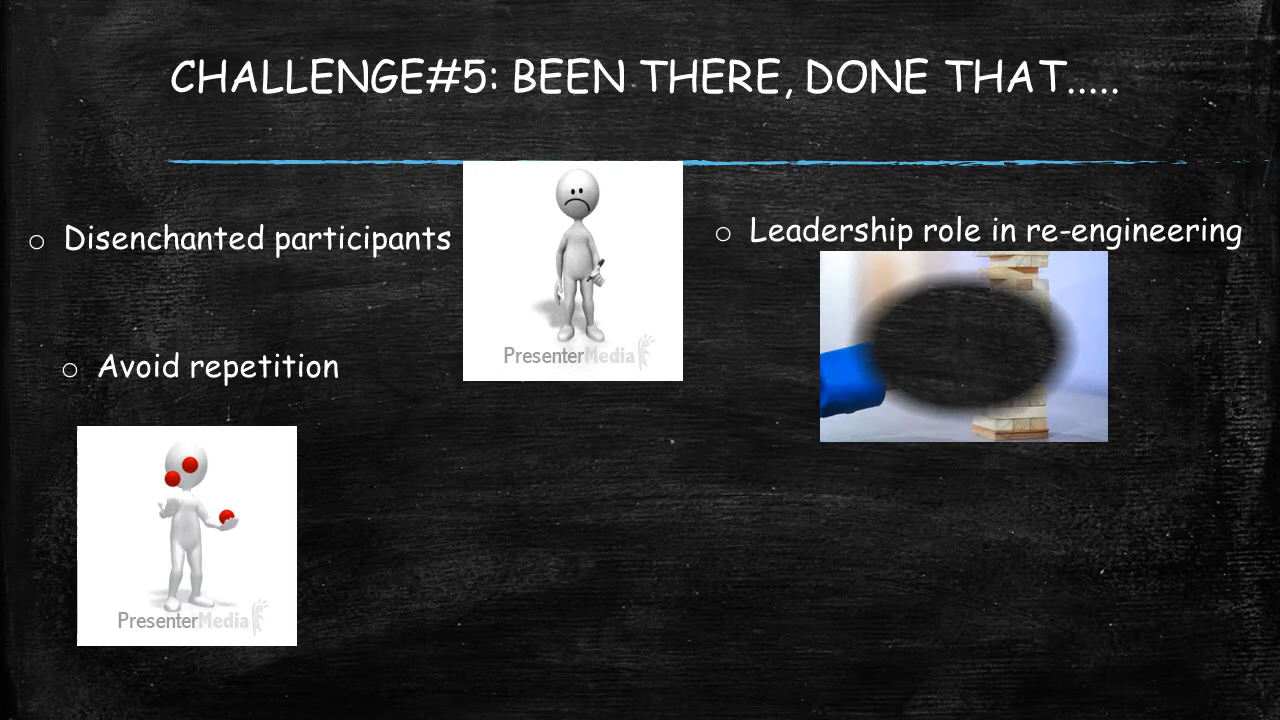 CHALLENGE#5: BEEN THERE, DONE THAT.....
o Disenchanted participants
PresenterMedia
o Avoid repetition
PresenterMedia
o Leadership role in re-engineering